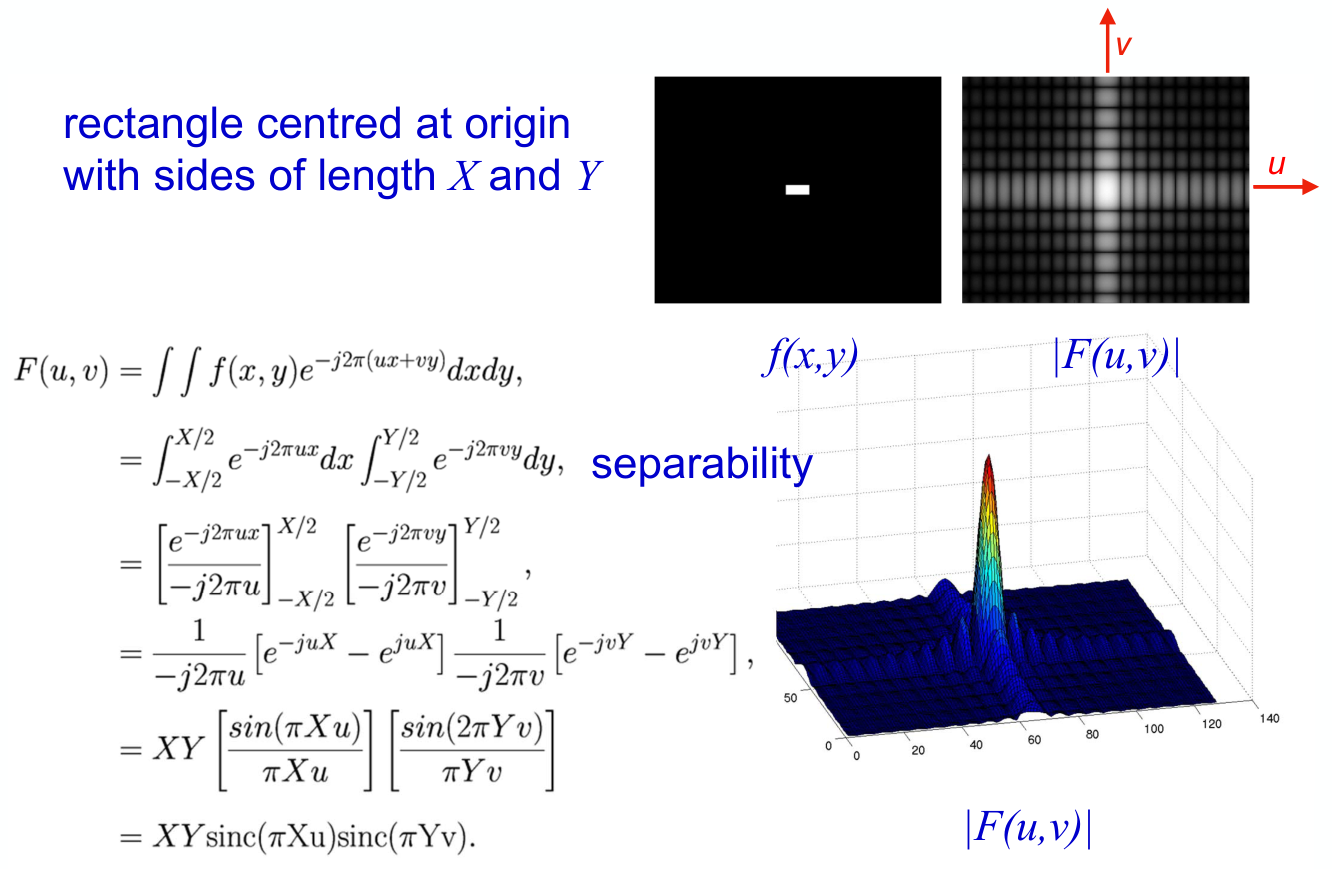 rectangle centred at origin
with sides of length X and Y
v
u
f(x,y)
|F(u,v)|
F(u, v) = ∫ ∫ f(x, y)e^{−j2π(ux+vy)}dxdy,
= ∫_{−X/2}^{X/2} e^{−j2πux}dx ∫_{−Y/2}^{Y/2} e^{−j2πvy}dy,
separability
= [e^{−j2πux}/−j2πu]_{−X/2}^{X/2} [e^{−j2πvy}/−j2πv]_{−Y/2}^{Y/2},
= 1/−j2πu [e^{−juX} − e^{juX}] 1/−j2πv [e^{−jvY} − e^{jvY}],
= XY [sin(πXu)/πXu] [sin(2πYv)/πYv]
= XYsinc(πXu)sinc(πYv).
50
0
0
20
40
60
80
100
120
140
|F(u,v)|